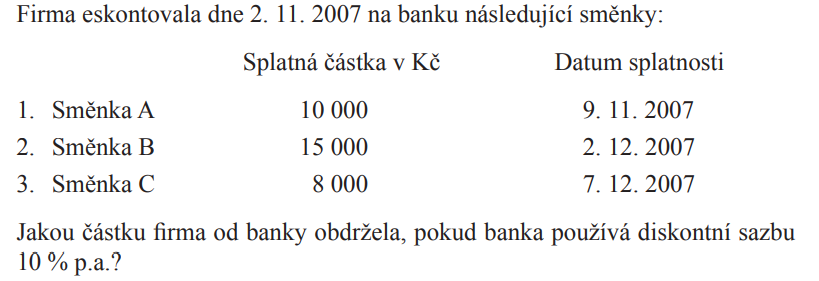 Firma eskontovala dne 2. 11. 2007 na banku následující směnky:
Splatná částka v Kč Datum splatnosti
1. Směnka A 10 000 9. 11. 2007
2. Směnka B 15 000 2. 12. 2007
3. Směnka C 8 000 7. 12. 2007
Jakou částku firma od banky obdržela, pokud banka používá diskontní sazbu
10 % p.a.?